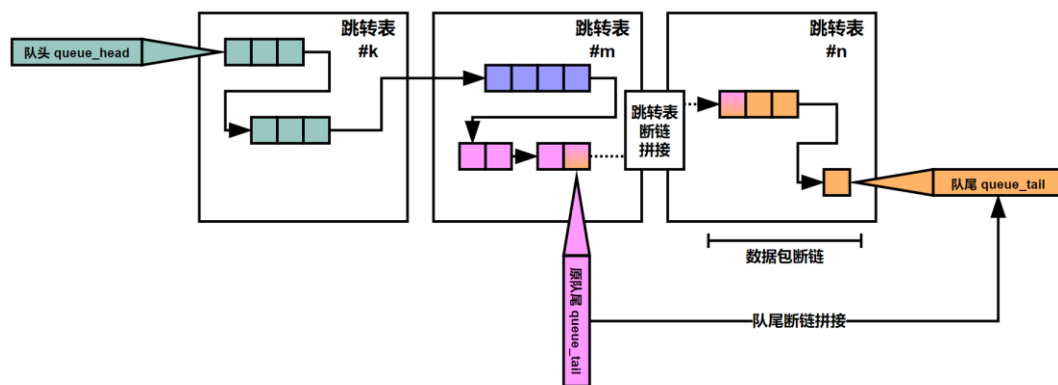 跳转表
#k
跳转表
#m
跳转表
#n
队头 queue_head
跳转表
断链
拼接
队尾 queue_tail
数据包断链
原队尾 queue_tail
队尾断链拼接